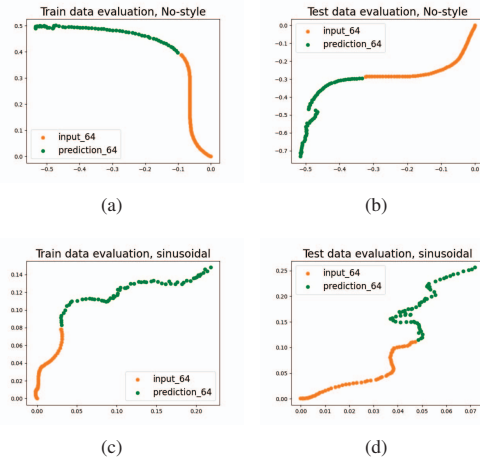 Train data evaluation, No-style
0.5
0.4
0.3
0.2
0.1
0.0
input_64
prediction_64
−0.5 −0.4 −0.3 −0.2 −0.1 0.0
(a)
Test data evaluation, No-style
0.0
−0.1
−0.2
−0.3
−0.4
−0.5
−0.6
−0.7
input_64
prediction_64
−0.5 −0.4 −0.3 −0.2 −0.1 0.0
(b)
Train data evaluation, sinusoidal
0.14
0.12
0.10
0.08
0.06
0.04
0.02
0.00
input_64
prediction_64
0.00 0.05 0.10 0.15 0.20
(c)
Test data evaluation, sinusoidal
0.25
0.20
0.15
0.10
0.05
0.00
input_64
prediction_64
0.00 0.01 0.02 0.03 0.04 0.05 0.06 0.07
(d)